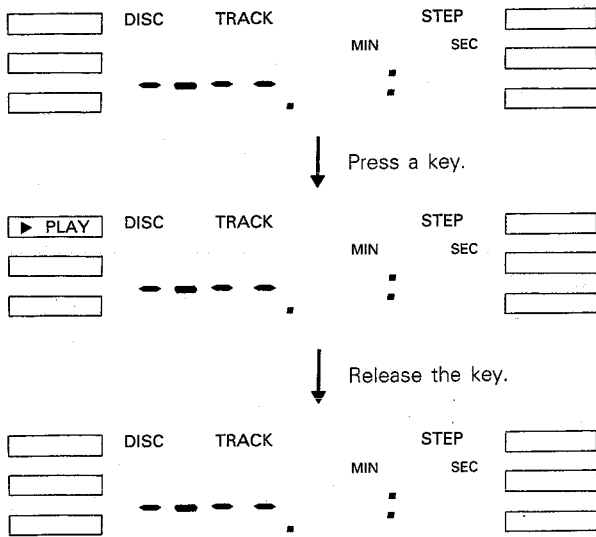 DISC TRACK STEP
MIN SEC
- - - - . :
Press a key.
► PLAY DISC TRACK STEP
MIN SEC
- - - - . :
Release the key.
DISC TRACK STEP
MIN SEC
- - - - . :